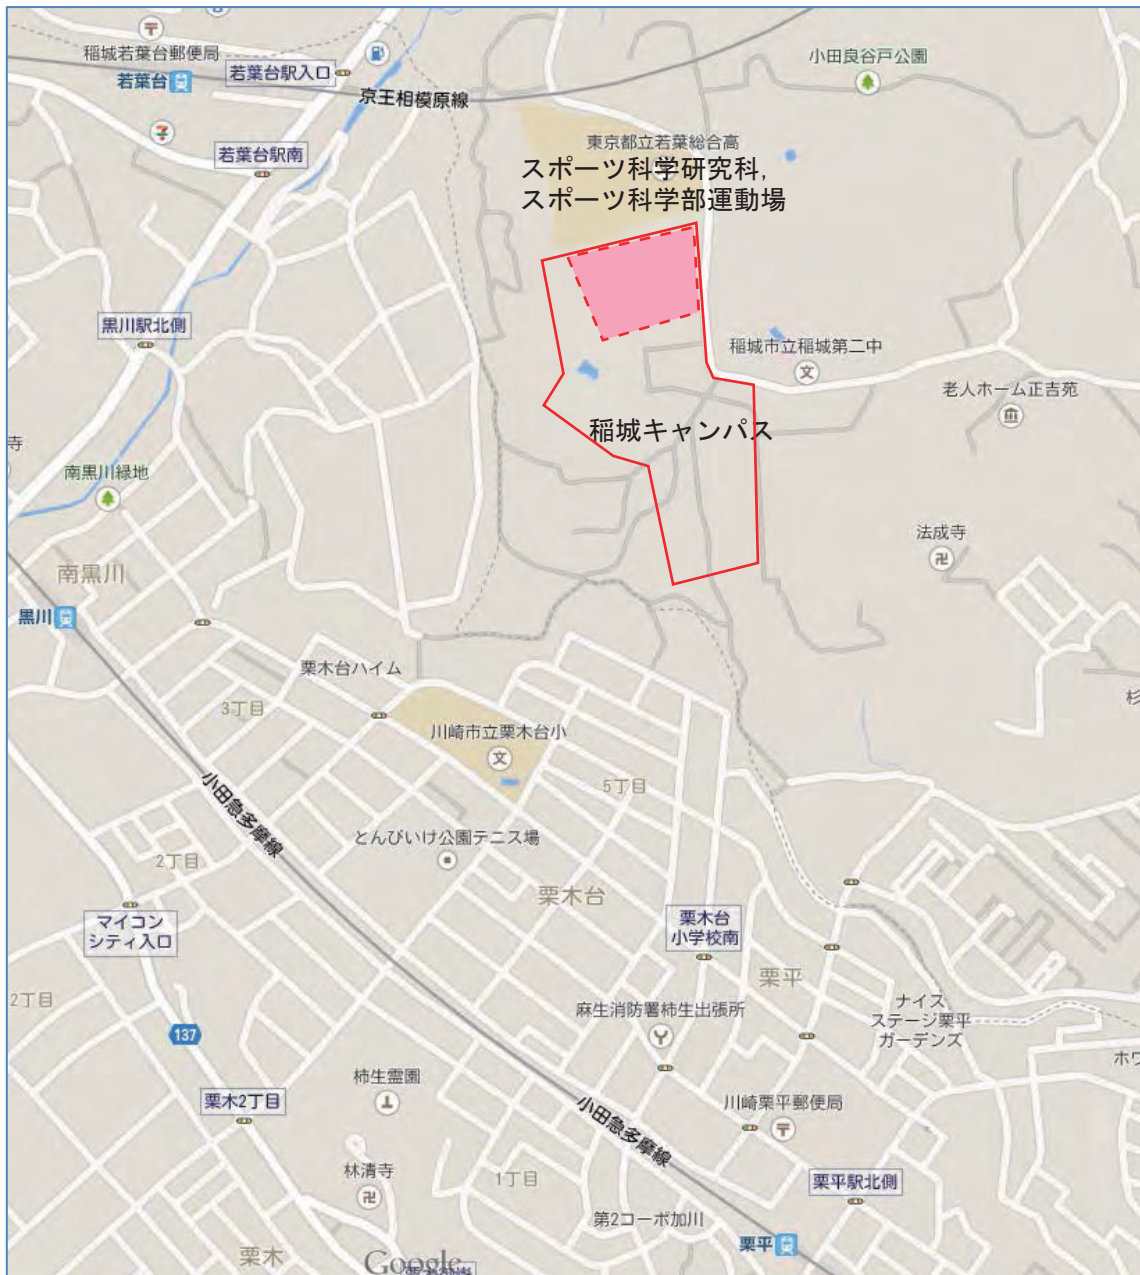 稲城若葉台郵便局
若葉台
若葉台駅入口
京王相模原線
小田良谷戸公園
若葉台駅南
東京都立若葉総合高
スポーツ科学研究科,
スポーツ科学部運動場
黒川駅北側
稲城市立稲城第二中
文
老人ホーム正吉苑
寺
稲城キャンパス
南黒川緑地
法成寺
卍
南黒川
黒川
栗木台ハイム
杉
3丁目
川崎市立栗木台小
文
5丁目
小田急多摩線
とんびいけ公園テニス場
2丁目
栗木台
マイコン
シティ入口
栗木台
小学校南
栗平
2丁目
ナイス
ステージ栗平
ガーデンズ
麻生消防署柿生出張所
137
ホワ
柿生霊園
栗木2丁目
川崎栗平郵便局
小田急多摩線
林清寺
卍
1丁目
栗平駅北側
第2コーポ加川
栗平
栗木
Google